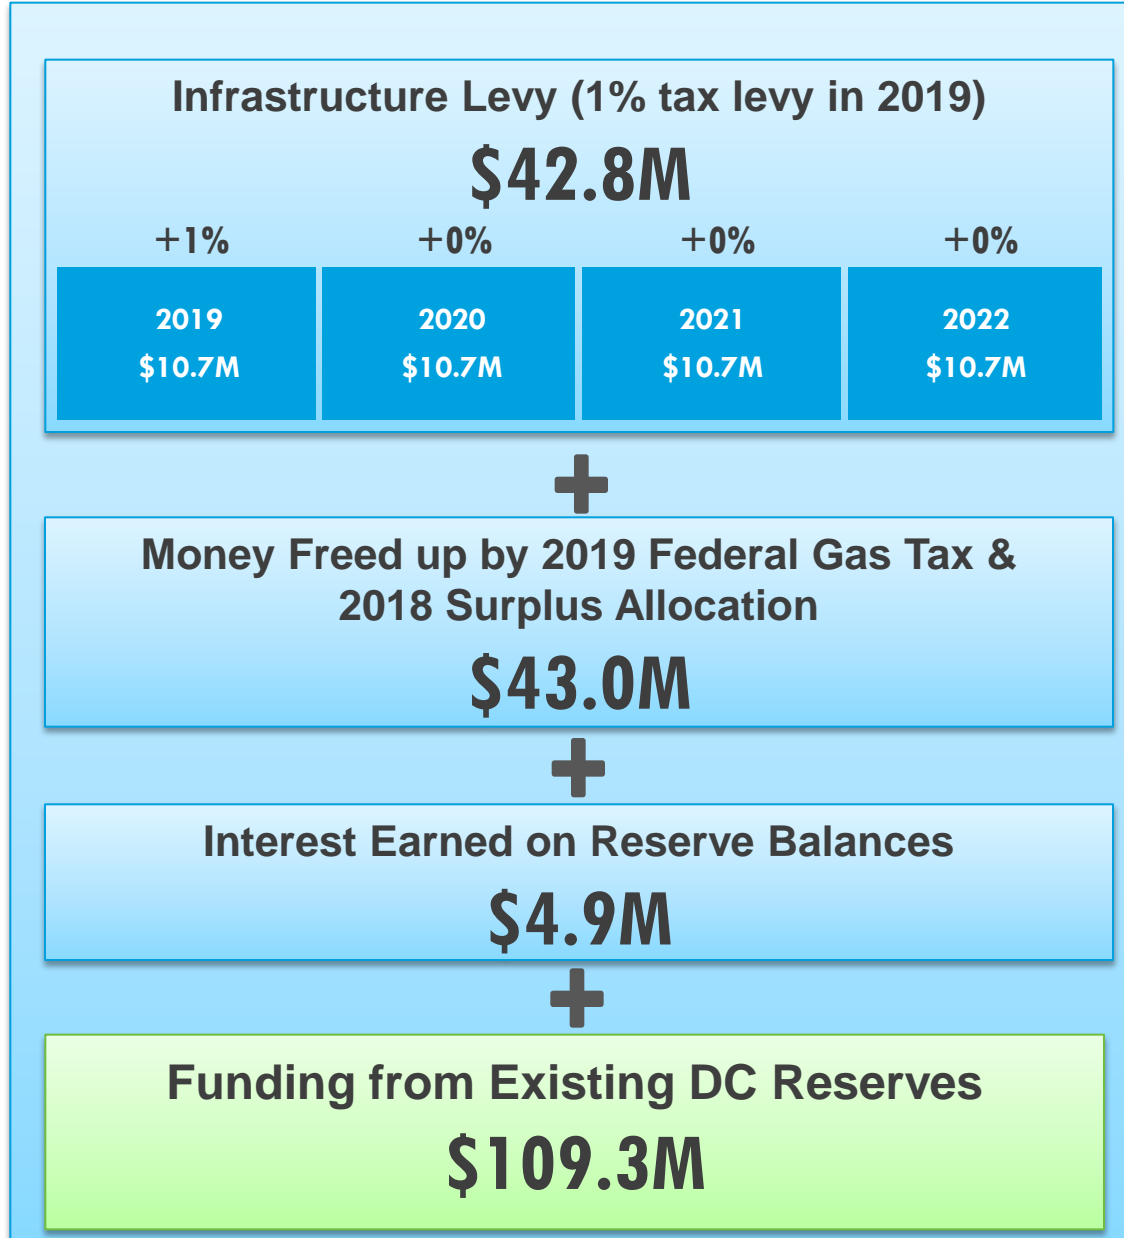 Infrastructure Levy (1% tax levy in 2019)
$42.8M
+1% +0% +0% +0%
2019 2020 2021 2022
$10.7M $10.7M $10.7M $10.7M
+
Money Freed up by 2019 Federal Gas Tax &
2018 Surplus Allocation
$43.0M
+
Interest Earned on Reserve Balances
$4.9M
+
Funding from Existing DC Reserves
$109.3M